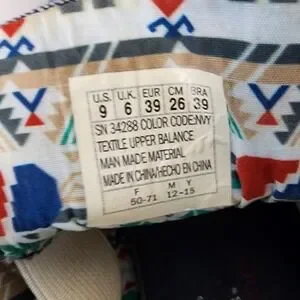 U.S. U.K. EUR CM BRA
9 6 39 26 39
SN 34288 COLOR CODE:NVY
TEXTILE UPPER BALANCE
MAN MADE MATERIAL
MADE IN CHINA/HECHO EN CHINA
F M Y
50-71 12-15